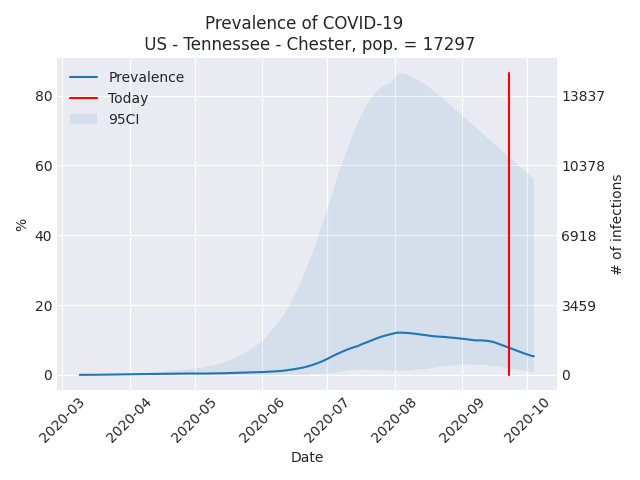 Prevalence of COVID-19
US - Tennessee - Chester, pop. = 17297
Prevalence
Today
95CI
80
60
40
20
0
%
13837
10378
6918
3459
0
# of infections
2020-03
2020-04
2020-05
2020-06
2020-07
2020-08
2020-09
2020-10
Date